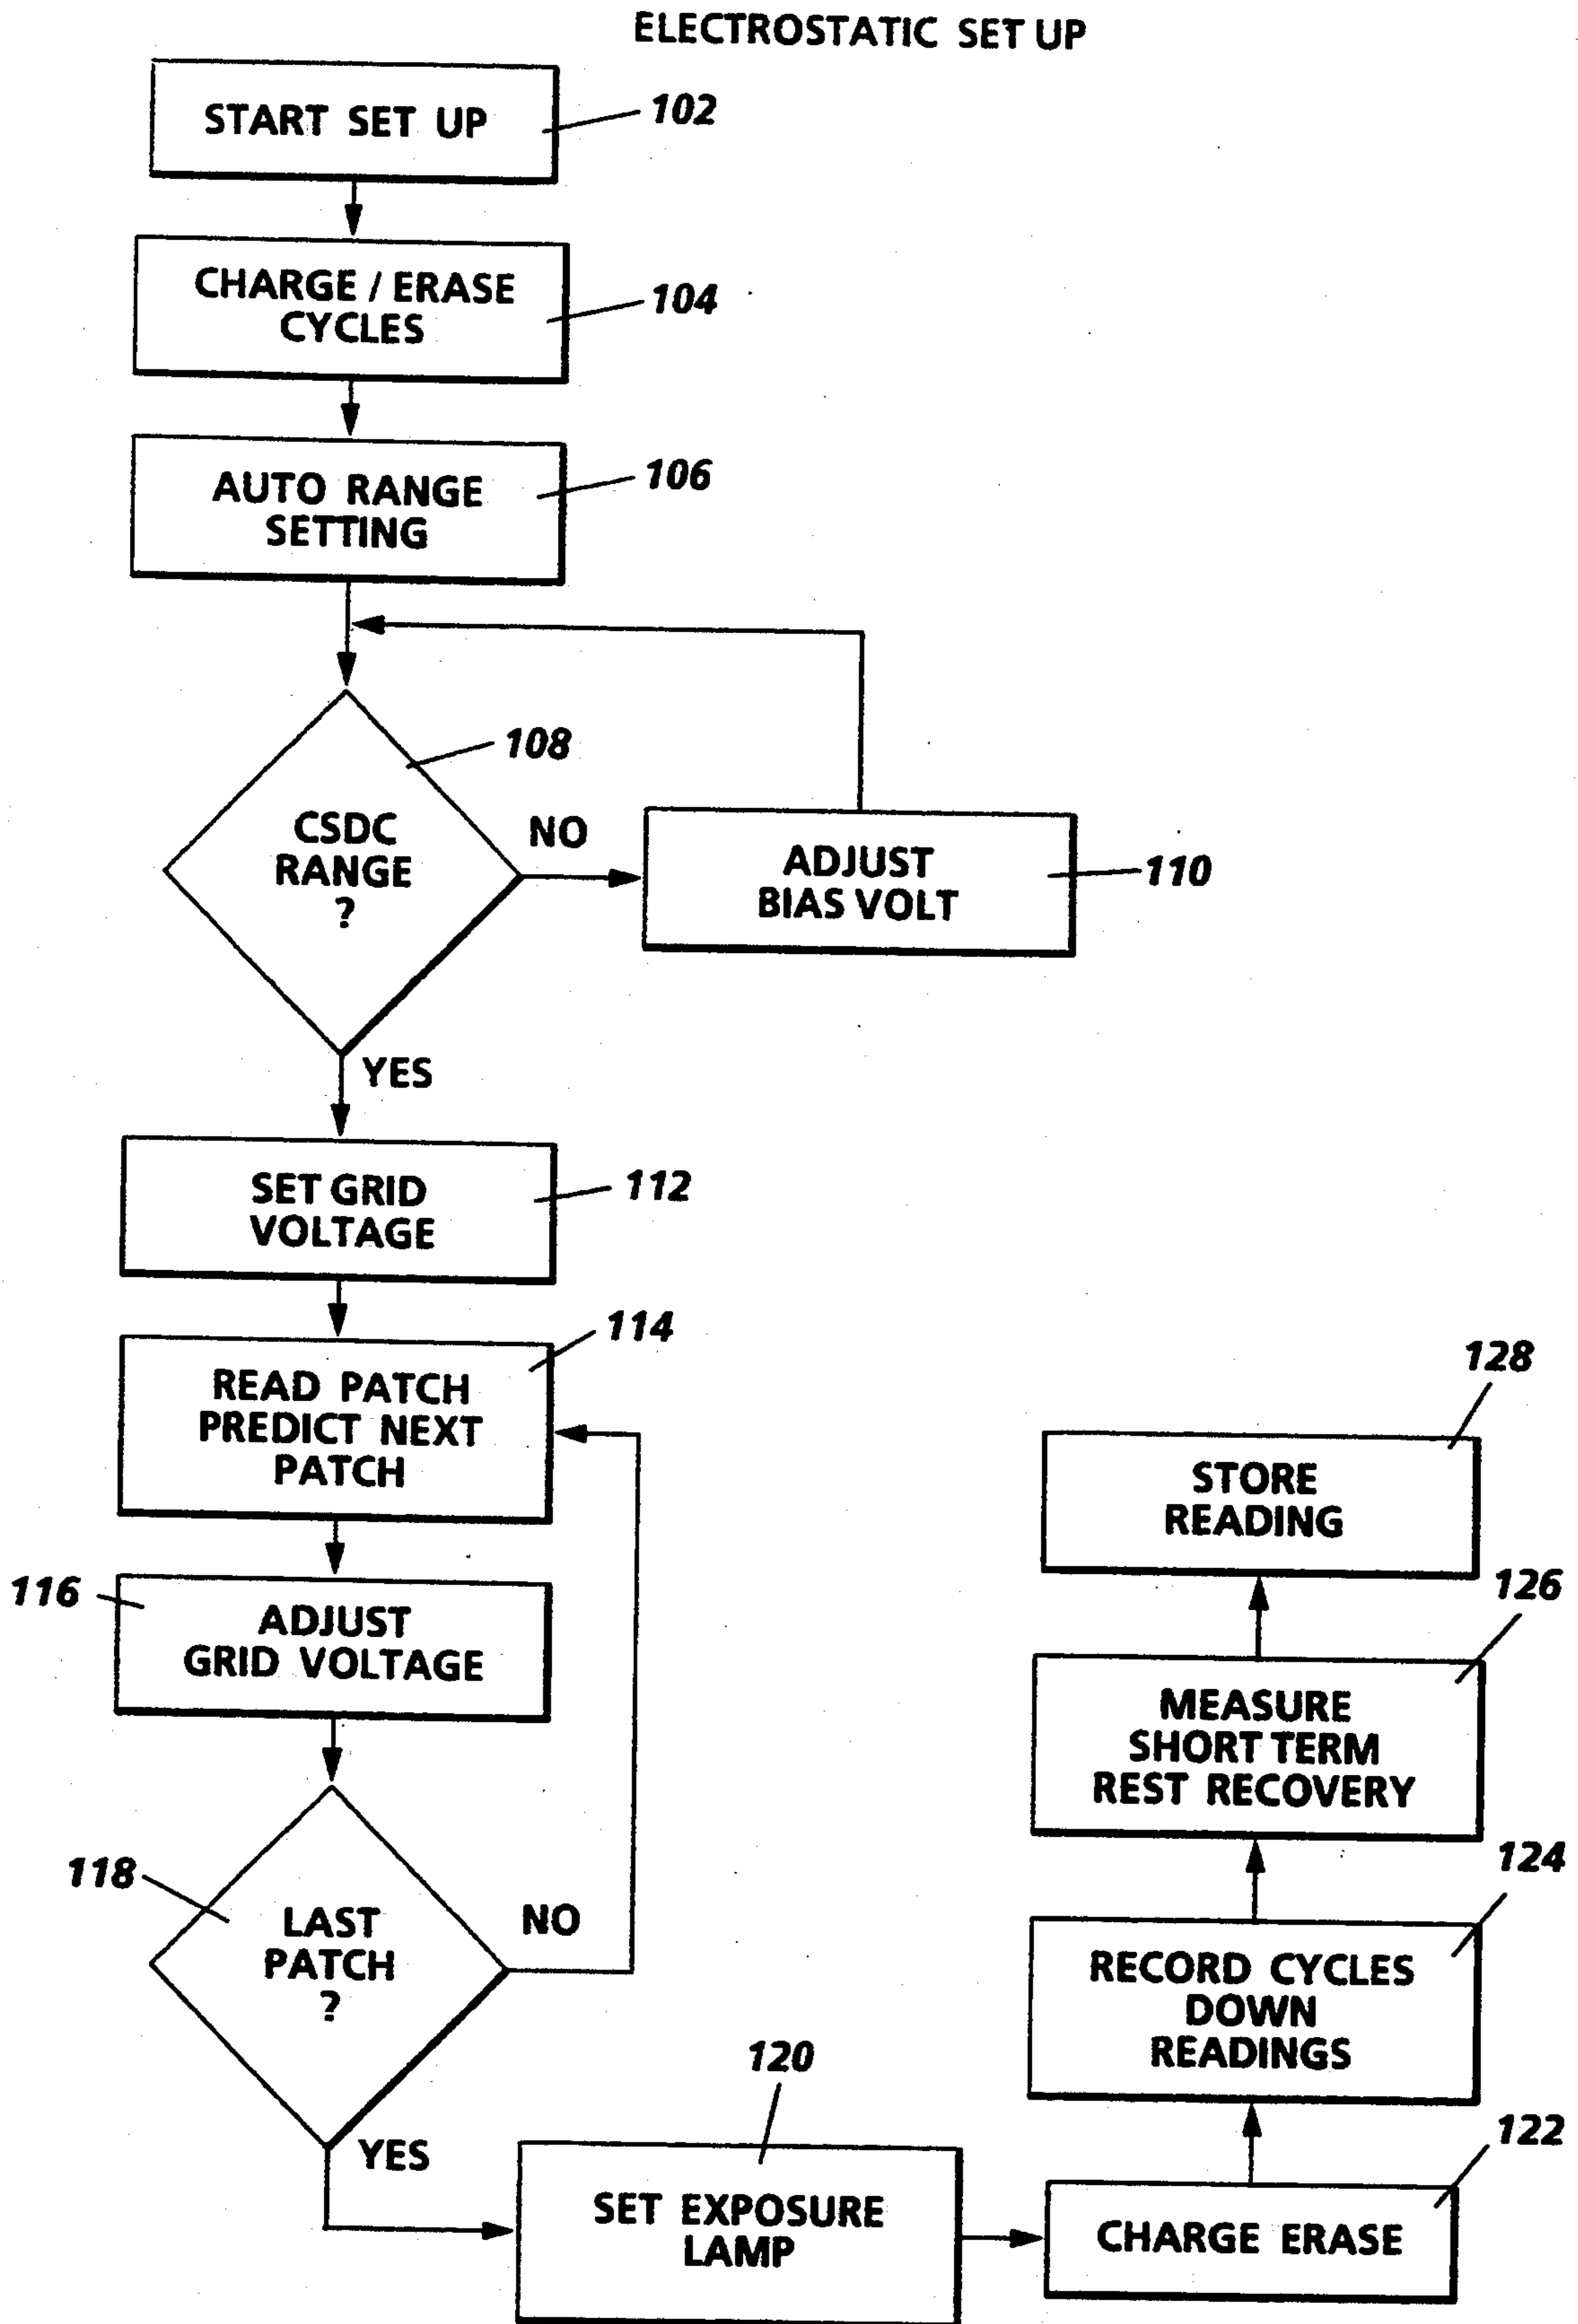 ELECTROSTATIC SET UP
START SET UP
102
CHARGE / ERASE
CYCLES
104
AUTO RANGE
SETTING
106
108
CSDC
RANGE
?
NO
ADJUST
BIAS VOLT
110
YES
SET GRID
VOLTAGE
112
114
READ PATCH
PREDICT NEXT
PATCH
116
ADJUST
GRID VOLTAGE
118
LAST
PATCH
?
NO
YES
120
SET EXPOSURE
LAMP
122
CHARGE ERASE
124
RECORD CYCLES
DOWN
READINGS
126
MEASURE
SHORT TERM
REST RECOVERY
128
STORE
READING